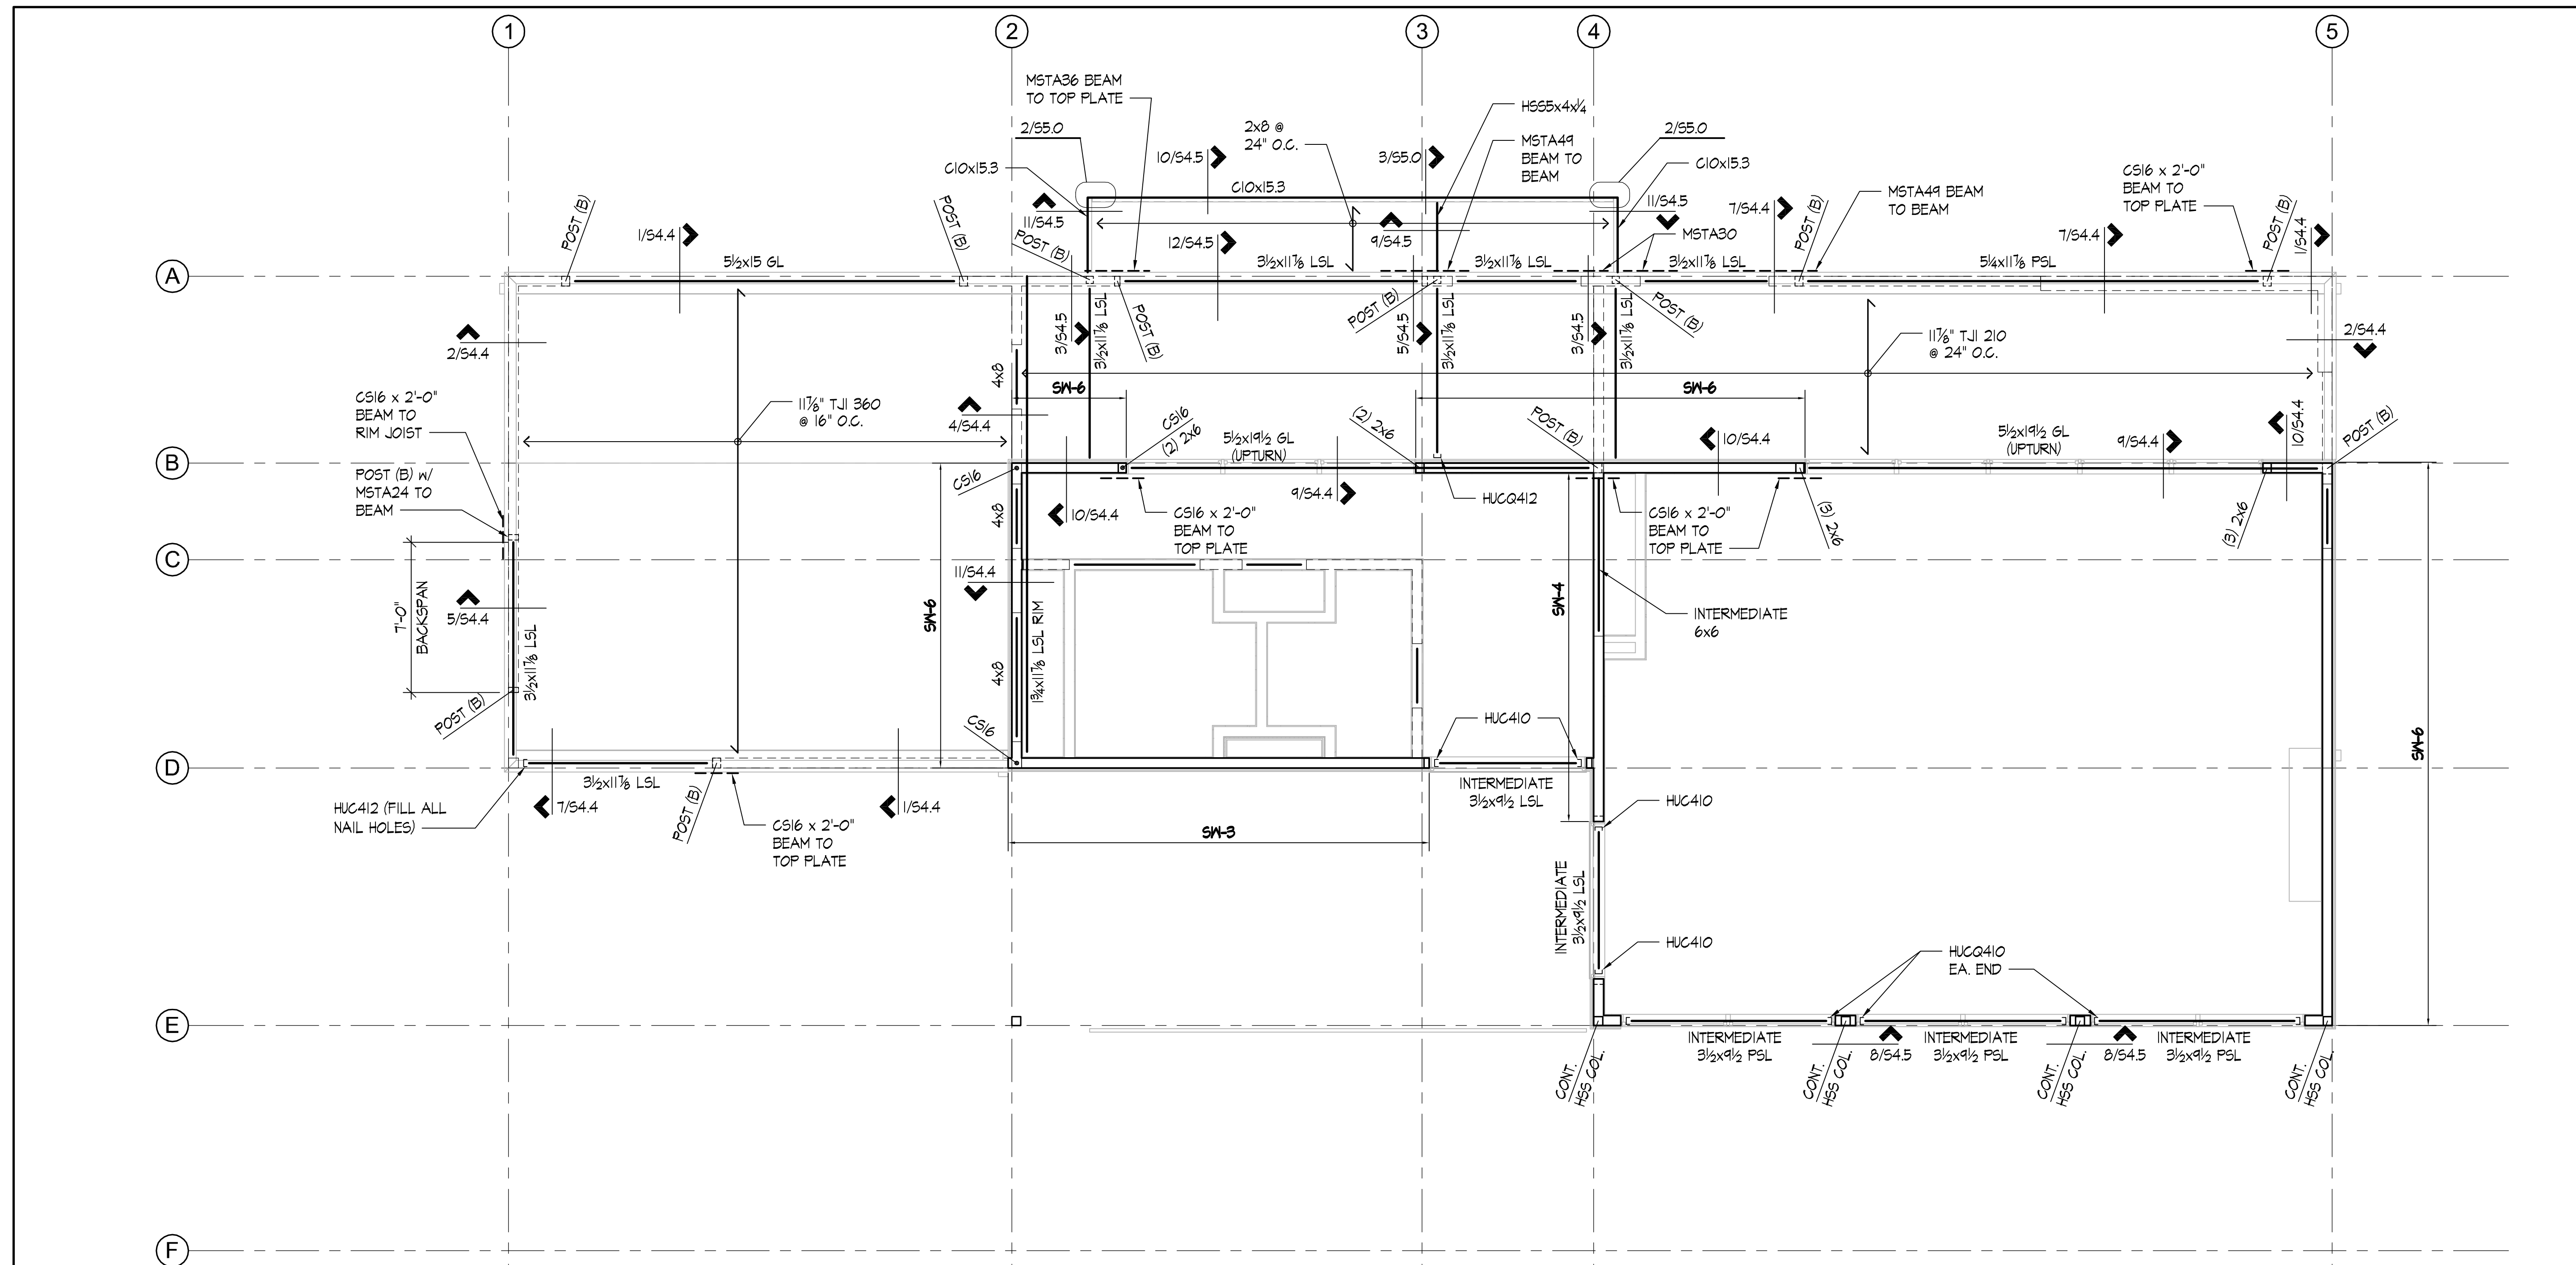 1
2
3
4
5
MSTA36 BEAM
TO TOP PLATE
2/S5.0
2x8 @
24" O.C.
HSS5x4x¼
2/S5.0
C10x15.3
10/S4.5
3/S5.0
MSTA49
BEAM TO
BEAM
C10x15.3
C10x15.3
CS16 x 2'-0"
BEAM TO
TOP PLATE
MSTA49 BEAM
TO BEAM
POST (B)
1/S4.4
POST (B)
11/S4.5
POST (B)
12/S4.5
9/S4.5
11/S4.5
MSTA30
7/S4.4
POST (B)
7/S4.4
POST (B)
1/S4.4
A
5½x15 GL
3½x11⅞ LSL
3½x11⅞ LSL
3½x11⅞ LSL
5¼x11⅞ PSL
2/S4.4
3/S4.5
3½x11⅞ LSL
POST (B)
POST (B)
5/S4.5
3½x11⅞ LSL
3/S4.5
3½x11⅞ LSL
POST (B)
11⅞" TJI 210
@ 24" O.C.
2/S4.4
4x8
SW-6
SW-6
CS16 x 2'-0"
BEAM TO
RIM JOIST
11⅞" TJI 360
@ 16" O.C.
4/S4.4
CS16
(2) 2x6
5½x19½ GL
(UPTURN)
(2) 2x6
POST (B)
10/S4.4
5½x19½ GL
(UPTURN)
9/S4.4
10/S4.4
POST (B)
B
POST (B) W/
MSTA24 TO
BEAM
CS16
4x8
10/S4.4
9/S4.4
HUCQ412
CS16 x 2'-0"
BEAM TO
TOP PLATE
CS16 x 2'-0"
BEAM TO
TOP PLATE
(3) 2x6
(3) 2x6
C
7'-0"
BACKSPAN
5/S4.4
11/S4.4
SW-6
SW-4
INTERMEDIATE
6x6
3½x11⅞ LSL
4x8
1¾x11⅞ LSL RIM
POST (B)
CS16
HUC410
SW-6
D
3½x11⅞ LSL
INTERMEDIATE
3½x9½ LSL
HUC412 (FILL ALL
NAIL HOLES)
7/S4.4
POST (B)
1/S4.4
CS16 x 2'-0"
BEAM TO
TOP PLATE
SW-3
HUC410
INTERMEDIATE
3½x9½ LSL
HUC410
HUCQ410
EA. END
E
INTERMEDIATE
3½x9½ PSL
8/S4.5
INTERMEDIATE
3½x9½ PSL
8/S4.5
INTERMEDIATE
3½x9½ PSL
CONT.
HSS COL.
CONT.
HSS COL.
CONT.
HSS COL.
CONT.
HSS COL.
F